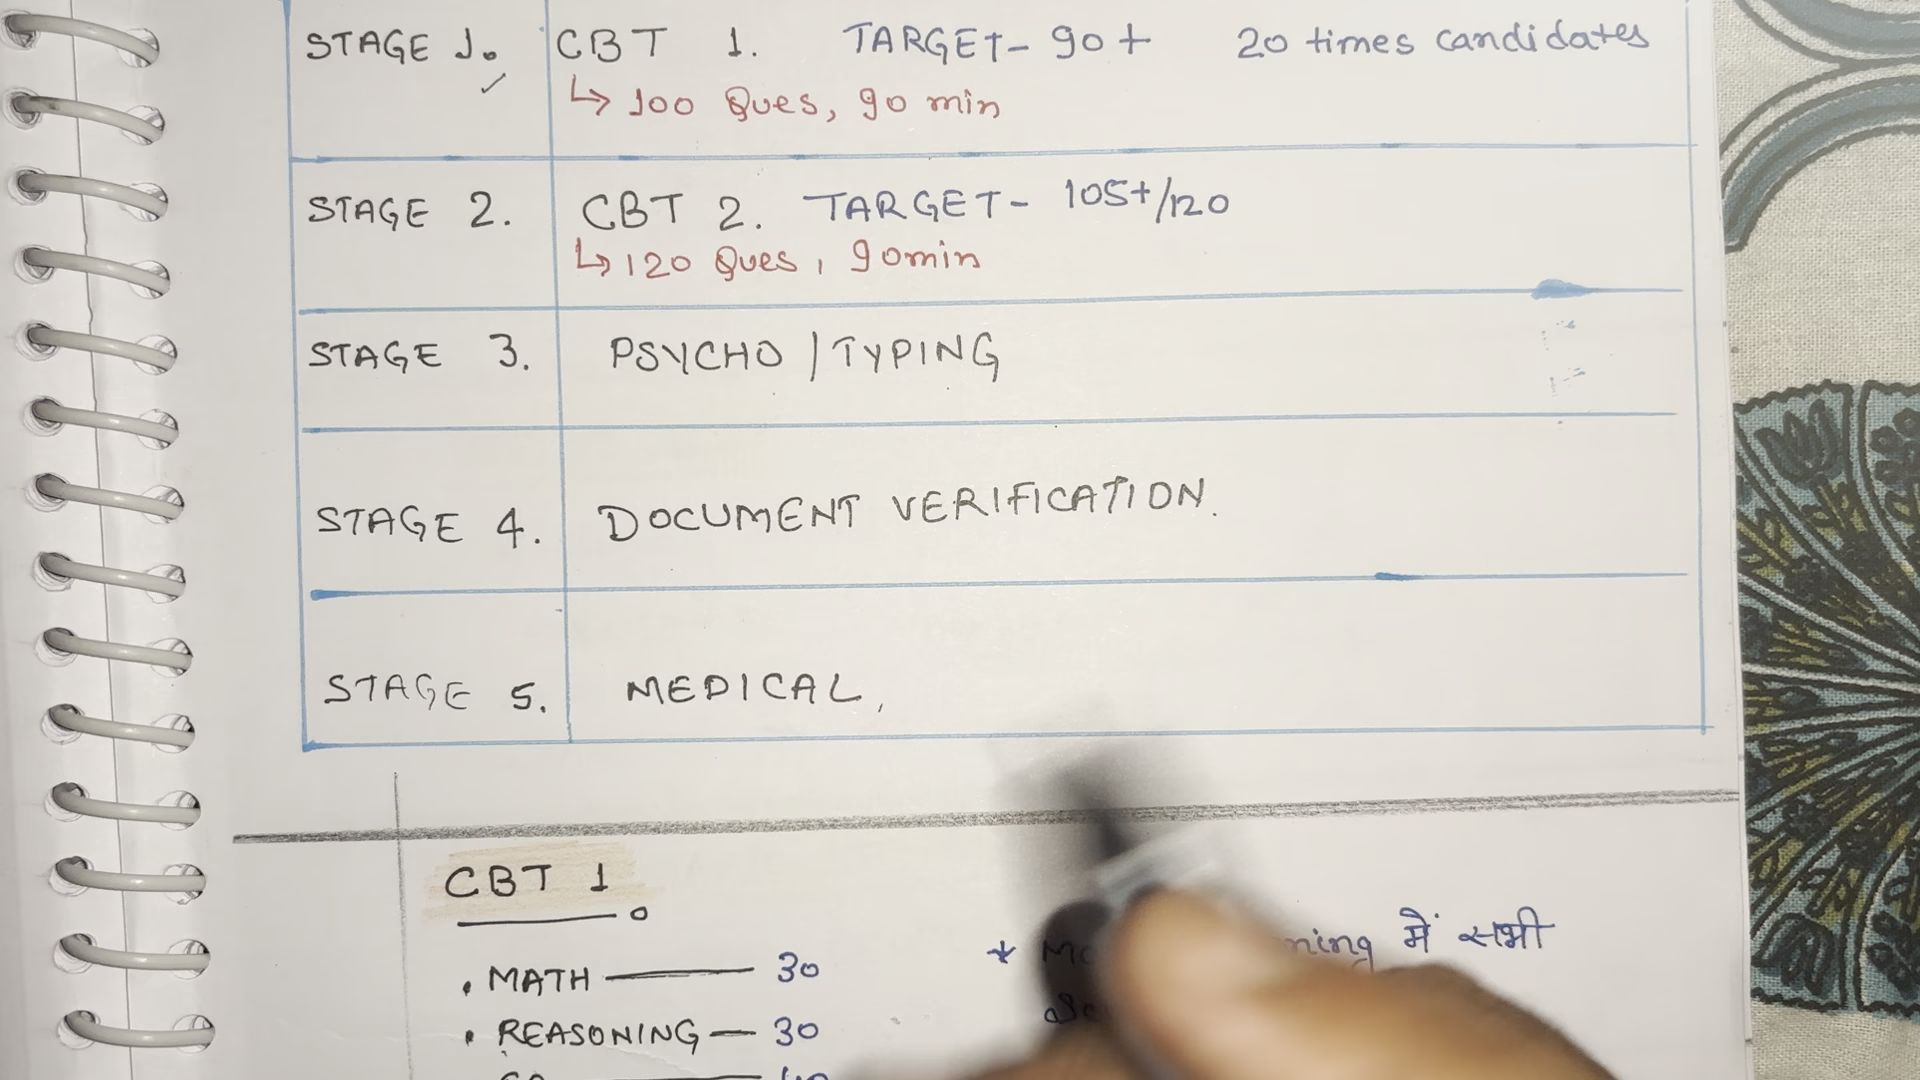 STAGE 1. CBT 1. TARGET- 90+ 20 times candidates
↳ 100 Ques, 90 min
STAGE 2. CBT 2. TARGET- 105+/120
↳ 120 Ques, 90min
STAGE 3. PSYCHO / TYPING
STAGE 4. DOCUMENT VERIFICATION.
STAGE 5. MEDICAL,
CBT 1
• MATH — 30
* में सभी
• REASONING — 30